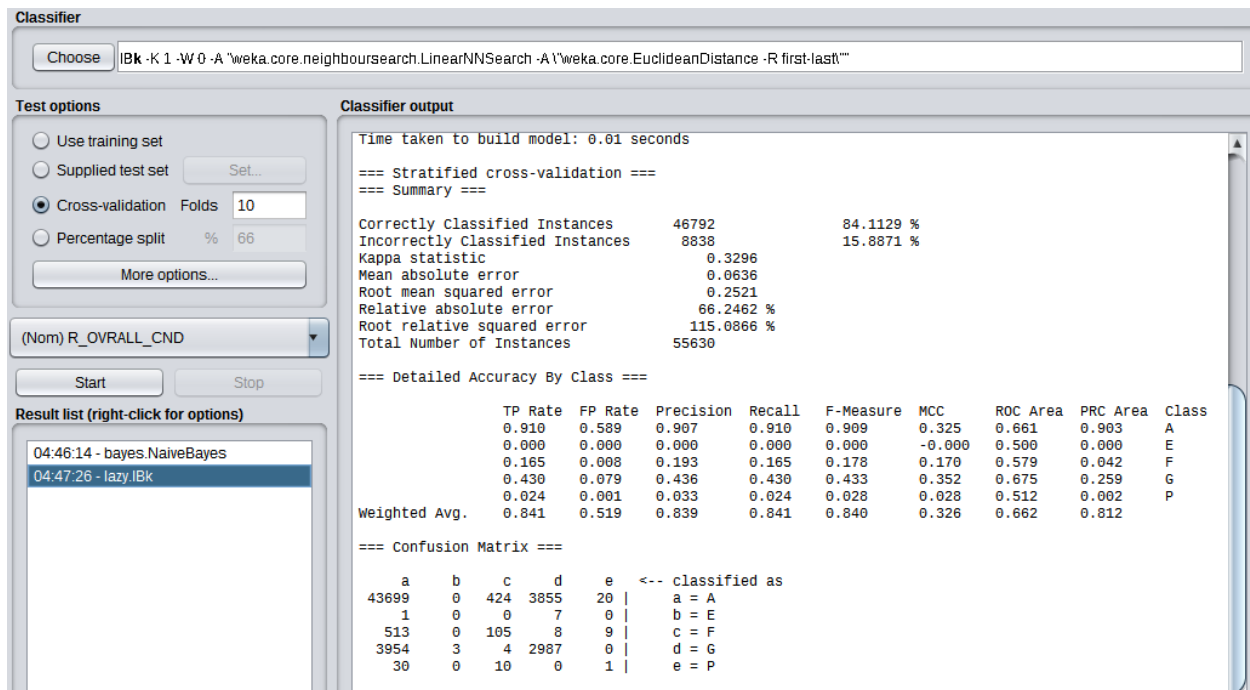 Classifier
Choose IBk -K 1 -W 0 -A "weka.core.neighboursearch.LinearNNSearch -A \"weka.core.EuclideanDistance -R first-last\""
Test options
Use training set
Supplied test set Set...
Cross-validation Folds 10
Percentage split % 66
More options...
(Nom) R_OVRALL_CND
Start Stop
Result list (right-click for options)
04:46:14 - bayes.NaiveBayes
04:47:26 - lazy.IBk
Classifier output
Time taken to build model: 0.01 seconds
=== Stratified cross-validation ===
=== Summary ===
Correctly Classified Instances 46792 84.1129 %
Incorrectly Classified Instances 8838 15.8871 %
Kappa statistic 0.3296
Mean absolute error 0.0636
Root mean squared error 0.2521
Relative absolute error 66.2462 %
Root relative squared error 115.0866 %
Total Number of Instances 55630
=== Detailed Accuracy By Class ===
TP Rate FP Rate Precision Recall F-Measure MCC ROC Area PRC Area Class
0.910 0.589 0.907 0.910 0.909 0.325 0.661 0.903 A
0.000 0.000 0.000 0.000 0.000 -0.000 0.500 0.000 E
0.165 0.008 0.193 0.165 0.178 0.170 0.579 0.042 F
0.430 0.079 0.436 0.430 0.433 0.352 0.675 0.259 G
0.024 0.001 0.033 0.024 0.028 0.028 0.512 0.002 P
Weighted Avg. 0.841 0.519 0.839 0.841 0.840 0.326 0.662 0.812
=== Confusion Matrix ===
a b c d e <-- classified as
43699 0 424 3855 20 | a = A
1 0 0 7 0 | b = E
513 0 105 8 9 | c = F
3954 3 4 2987 0 | d = G
30 0 10 0 1 | e = P